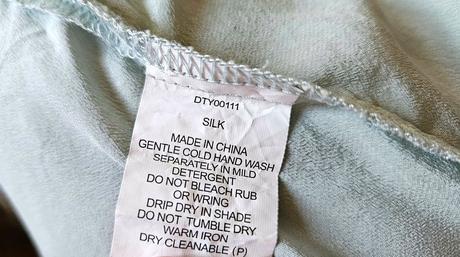 DTY00111
SILK
MADE IN CHINA
GENTLE COLD HAND WASH
SEPARATELY IN MILD
DETERGENT
DO NOT BLEACH RUB
OR WRING
DRIP DRY IN SHADE
DO NOT TUMBLE DRY
WARM IRON
DRY CLEANABLE (P)